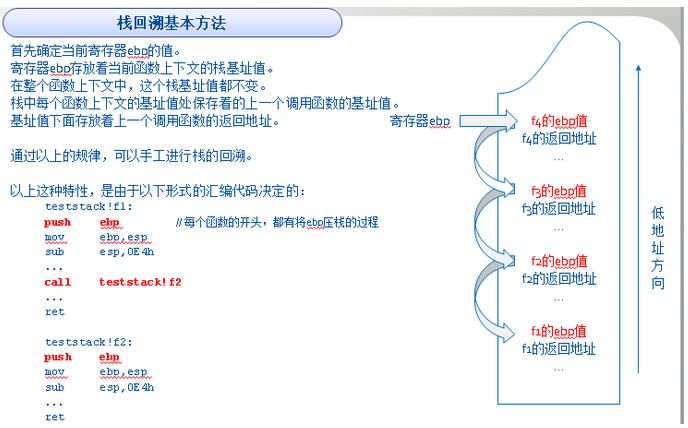 栈回溯基本方法
首先确定当前寄存器ebp的值。
寄存器ebp存放着当前函数上下文的栈基址值。
在整个函数上下文中，这个栈基址值都不变。
栈中每个函数上下文的基址值处保存着的上一个调用函数的基址值。
基址值下面存放着上一个调用函数的返回地址。
通过以上的规律，可以手工进行栈的回溯。
以上这种特性，是由于以下形式的汇编代码决定的：
teststack!f1:
push ebp //每个函数的开头，都有将ebp压栈的过程
mov ebp,esp
sub esp,0E4h
...
call teststack!f2
...
ret
teststack!f2:
push ebp
mov ebp,esp
sub esp,0E4h
...
ret
寄存器ebp
f4的ebp值
f4的返回地址
...
f3的ebp值
f3的返回地址
...
f2的ebp值
f2的返回地址
...
f1的ebp值
f1的返回地址
...
低地址方向